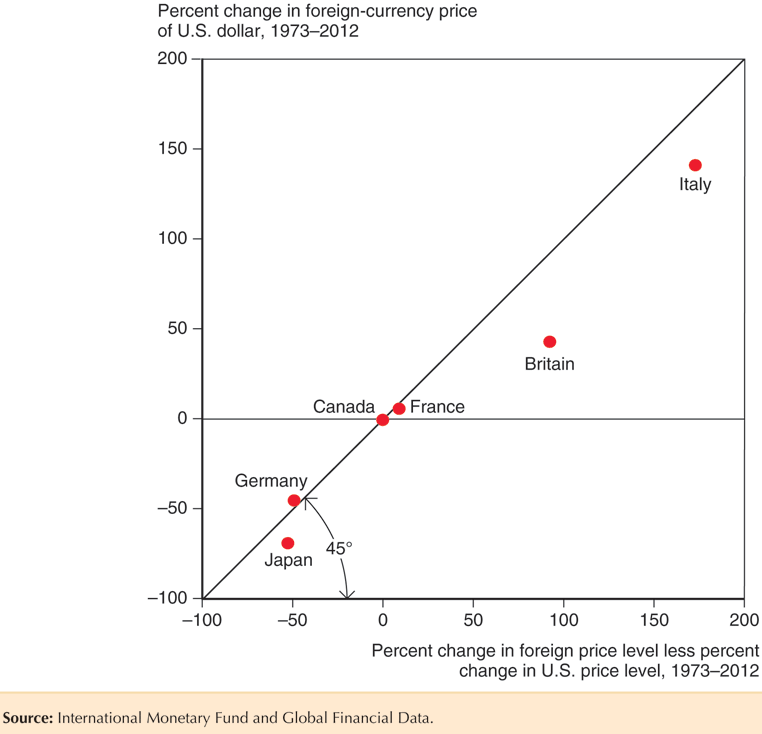 Percent change in foreign-currency price
of U.S. dollar, 1973–2012
200
150
Italy
100
50
Britain
Canada
France
0
Germany
–50
45°
Japan
–100
–100
–50
0
50
100
150
200
Percent change in foreign price level less percent
change in U.S. price level, 1973–2012
Source: International Monetary Fund and Global Financial Data.